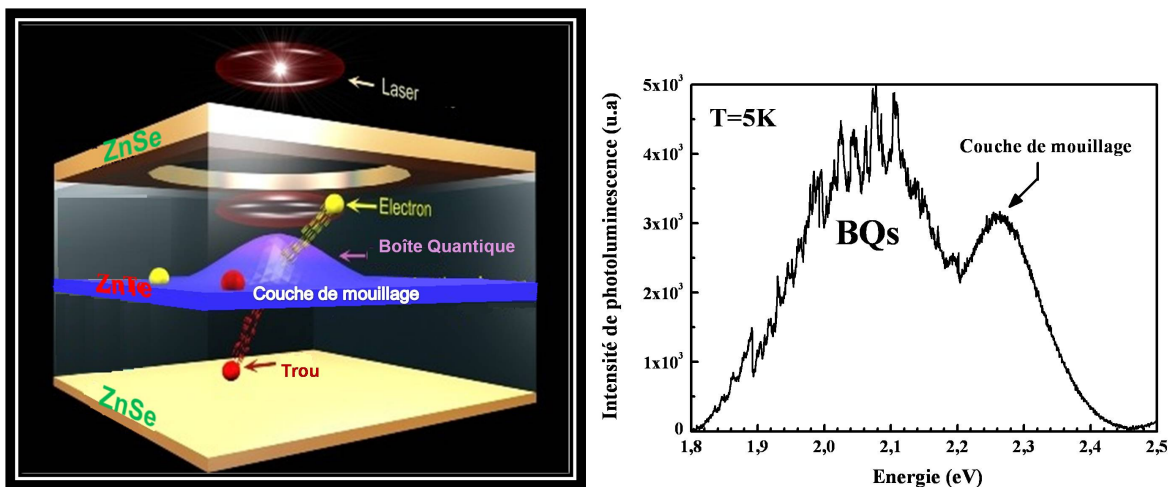 Laser
ZnSe
Electron
Boîte Quantique
ZnTe
Couche de mouillage
Trou
ZnSe
Intensité de photoluminescence (u.a)
5x10³
4x10³
3x10³
2x10³
1x10³
0
T=5K
Couche de mouillage
BQs
1,8 1,9 2,0 2,1 2,2 2,3 2,4 2,5
Energie (eV)